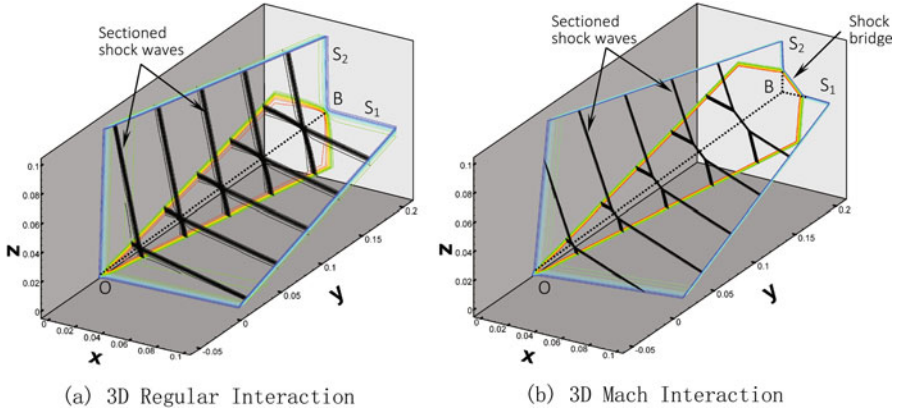 Sectioned
shock waves
S2
B
S1
O
0.1
0.08
0.06
0.04
0.02
0
z
0 0.02 0.04 0.06 0.08 0.1
x
-0.05 0 0.05 0.1 0.15 0.2
y
(a) 3D Regular Interaction
Sectioned
shock waves
Shock
bridge
S2
B
S1
O
0.1
0.08
0.06
0.04
0.02
0
z
0 0.02 0.04 0.06 0.08 0.1
x
-0.05 0 0.05 0.1 0.15 0.2
y
(b) 3D Mach Interaction